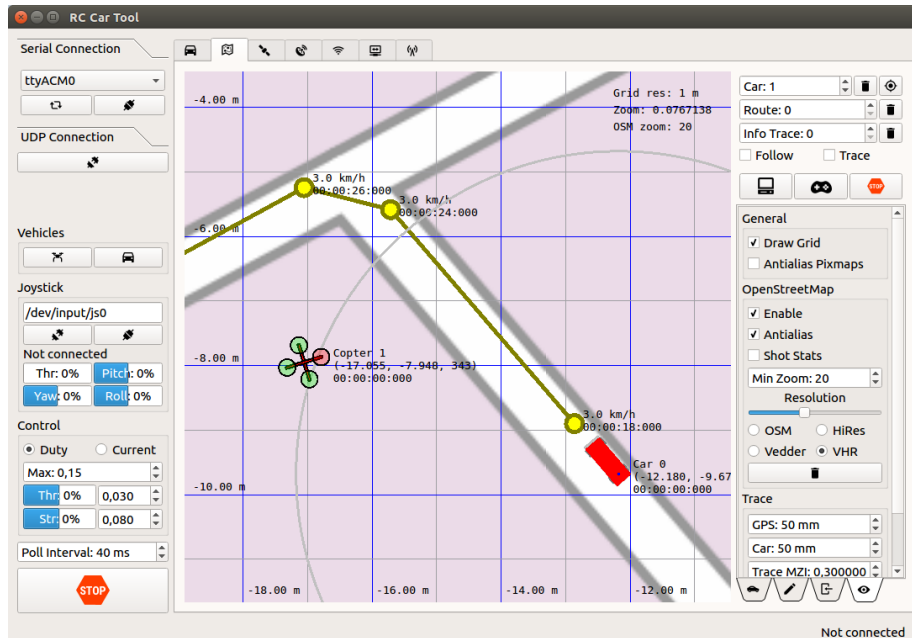 RC Car Tool
Serial Connection
ttyACM0
UDP Connection
Vehicles
Joystick
/dev/input/js0
Not connected
Thr: 0%
Pitch: 0%
Yaw: 0%
Roll: 0%
Control
Duty
Current
Max: 0,15
Thr: 0%
0,030
Str: 0%
0,080
Poll Interval: 40 ms
STOP
-4.00 m
Grid res: 1 m
Zoom: 0.0767138
OSM zoom: 20
3.0 km/h
00:00:26:000
3.0 km/h
00:00:24:000
-6.00 m
-8.00 m
Copter 1
(-17.055, -7.948, 343)
00:00:00:000
3.0 km/h
00:00:18:000
Car 0
(-12.180, -9.67
00:00:00:000
-10.00 m
-18.00 m
-16.00 m
-14.00 m
-12.00 m
Car: 1
Route: 0
Info Trace: 0
Follow
Trace
STOP
General
Draw Grid
Antialias Pixmaps
OpenStreetMap
Enable
Antialias
Shot Stats
Min Zoom: 20
Resolution
OSM
HiRes
Vedder
VHR
Trace
GPS: 50 mm
Car: 50 mm
Trace MZI: 0,300000
Not connected